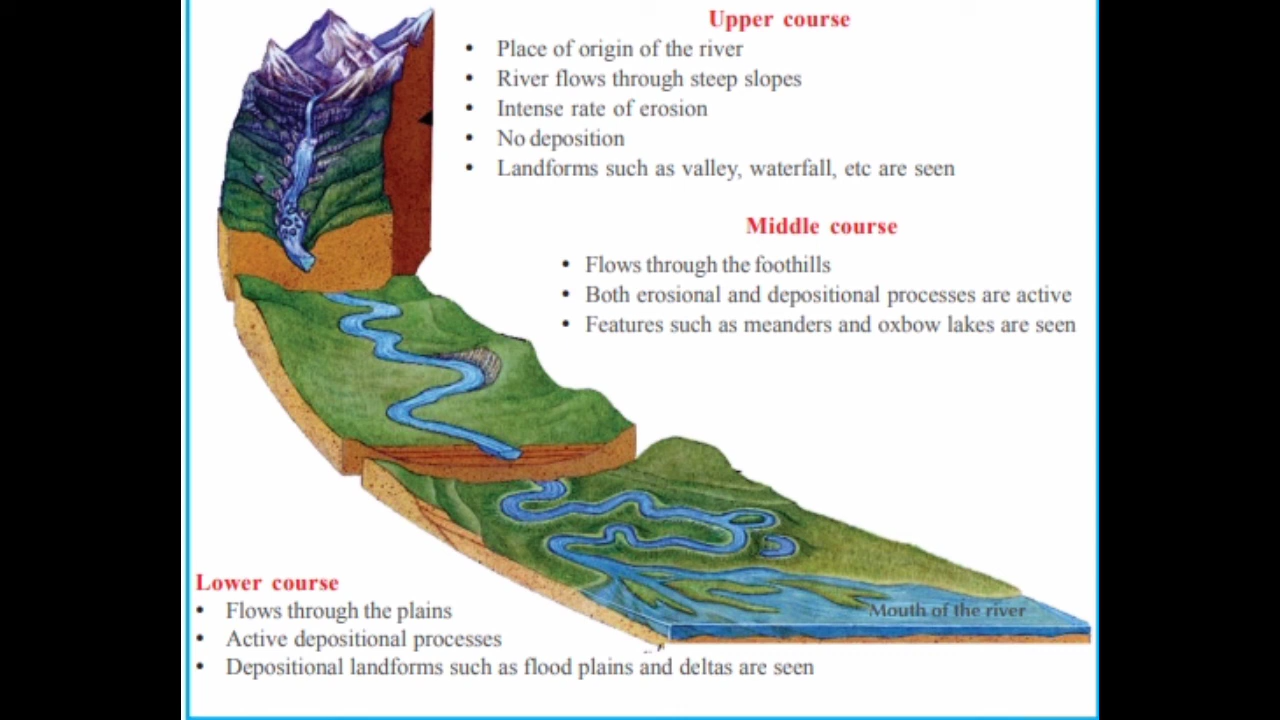 Upper course
• Place of origin of the river
• River flows through steep slopes
• Intense rate of erosion
• No deposition
• Landforms such as valley, waterfall, etc are seen
Middle course
• Flows through the foothills
• Both erosional and depositional processes are active
• Features such as meanders and oxbow lakes are seen
Mouth of the river
Lower course
• Flows through the plains
• Active depositional processes
• Depositional landforms such as flood plains and deltas are seen